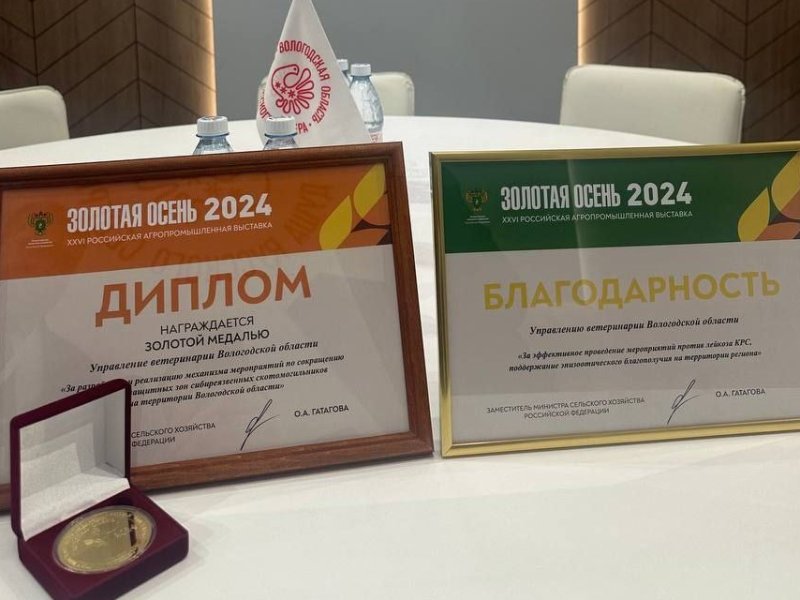 ВОЛОГОДСКАЯ ОБЛАСТЬ
ЗОЛОТАЯ ОСЕНЬ 2024
XXVI РОССИЙСКАЯ АГРОПРОМЫШЛЕННАЯ ВЫСТАВКА
ДИПЛОМ
НАГРАЖДАЕТСЯ
ЗОЛОТОЙ МЕДАЛЬЮ
Управление ветеринарии Вологодской области
«За и реализацию механизма мероприятий по сокращению
зон сибиреязвенных скотомогильников
на территории Вологодской области»
СЕЛЬСКОГО ХОЗЯЙСТВА
ФЕДЕРАЦИИ
О.А. ГАТАГОВА
ЗОЛОТАЯ ОСЕНЬ 2024
XXVI РОССИЙСКАЯ АГРОПРОМЫШЛЕННАЯ ВЫСТАВКА
БЛАГОДАРНОСТЬ
Управлению ветеринарии Вологодской области
«За эффективное проведение мероприятий против лейкоза КРС,
поддержание эпизоотического благополучия на территории региона»
ЗАМЕСТИТЕЛЬ МИНИСТРА СЕЛЬСКОГО ХОЗЯЙСТВА
РОССИЙСКОЙ ФЕДЕРАЦИИ
О.А. ГАТАГОВА